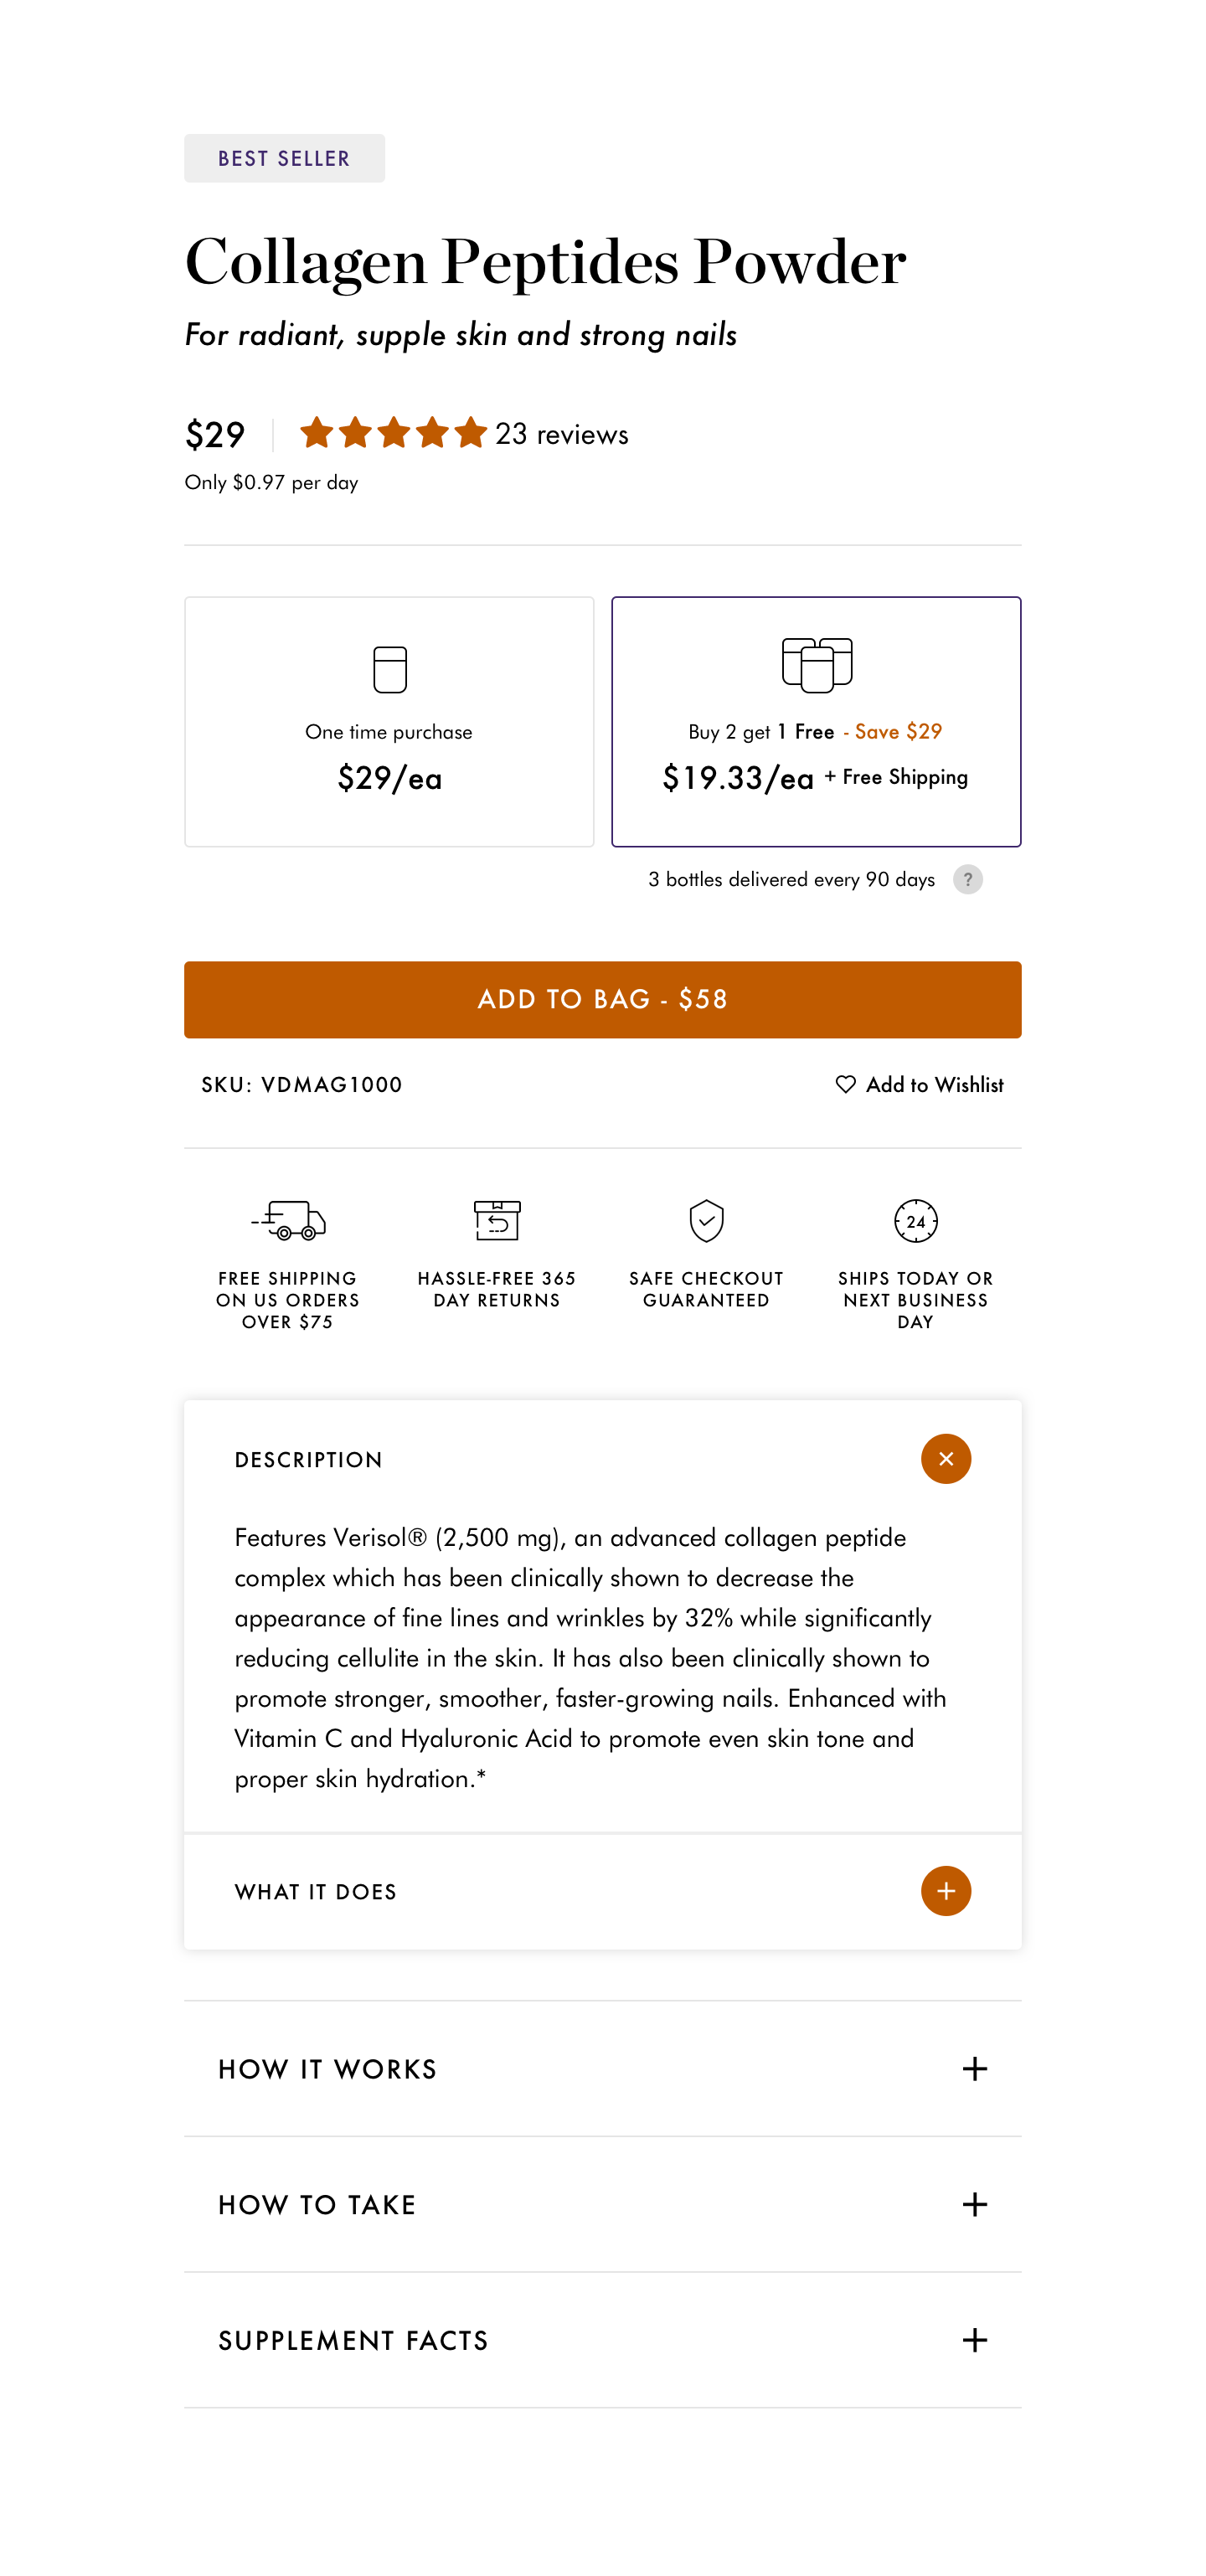 BEST SELLER
Collagen Peptides Powder
For radiant, supple skin and strong nails
$29
23 reviews
Only $0.97 per day
One time purchase
$29/ea
Buy 2 get 1 Free - Save $29
$19.33/ea + Free Shipping
3 bottles delivered every 90 days ?
ADD TO BAG - $58
SKU: VDMAG1000
Add to Wishlist
FREE SHIPPING
ON US ORDERS
OVER $75
HASSLE-FREE 365
DAY RETURNS
SAFE CHECKOUT
GUARANTEED
24
SHIPS TODAY OR
NEXT BUSINESS
DAY
DESCRIPTION
Features Verisol® (2,500 mg), an advanced collagen peptide
complex which has been clinically shown to decrease the
appearance of fine lines and wrinkles by 32% while significantly
reducing cellulite in the skin. It has also been clinically shown to
promote stronger, smoother, faster-growing nails. Enhanced with
Vitamin C and Hyaluronic Acid to promote even skin tone and
proper skin hydration.*
WHAT IT DOES
HOW IT WORKS
HOW TO TAKE
SUPPLEMENT FACTS